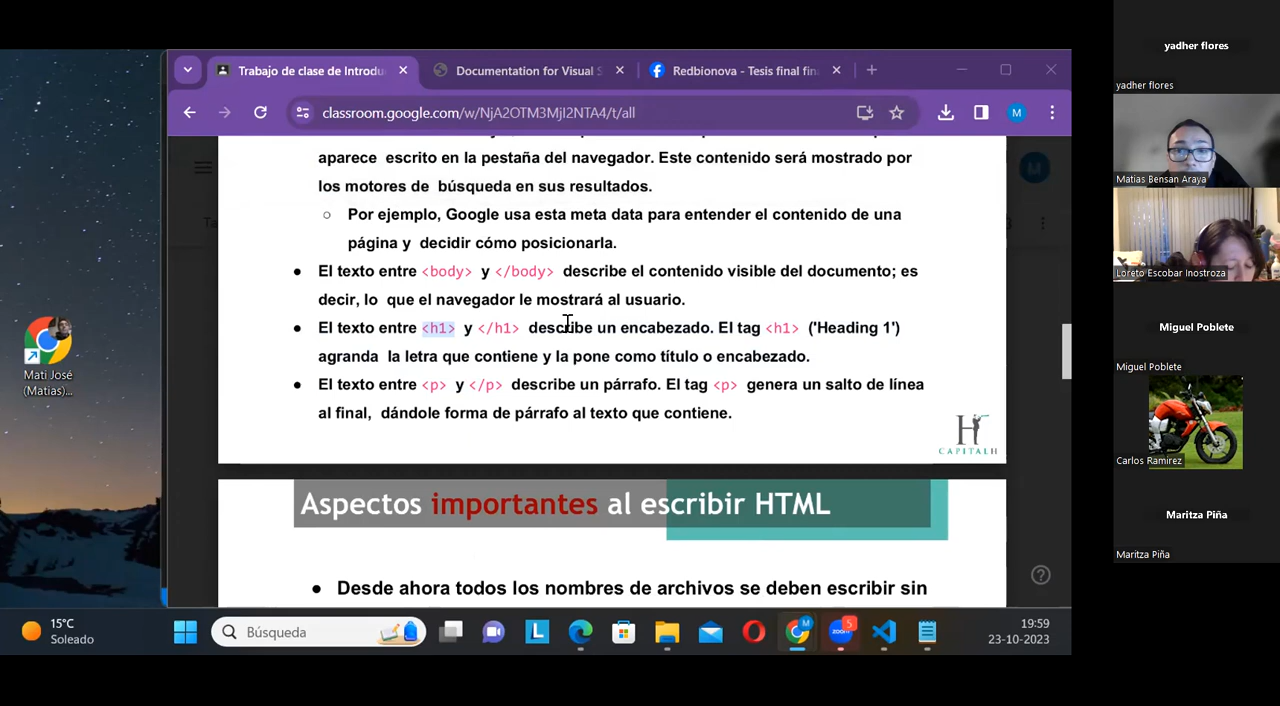 yadher flores
yadher flores
Matias Bensan Araya
Loreto Escobar Inostroza
Miguel Poblete
Miguel Poblete
Carlos Ramirez
Maritza Piña
Maritza Piña
Trabajo de clase de Introdu
Documentation for Visual S
Redbionova - Tesis final fin
classroom.google.com/w/NjA2OTM3MjI2NTA4/t/all
M
aparece escrito en la pestaña del navegador. Este contenido será mostrado por
los motores de búsqueda en sus resultados.
Por ejemplo, Google usa esta meta data para entender el contenido de una
página y decidir cómo posicionarla.
El texto entre <body> y </body> describe el contenido visible del documento; es
decir, lo que el navegador le mostrará al usuario.
El texto entre <h1> y </h1> describe un encabezado. El tag <h1> ('Heading 1')
agranda la letra que contiene y la pone como título o encabezado.
El texto entre <p> y </p> describe un párrafo. El tag <p> genera un salto de línea
al final, dándole forma de párrafo al texto que contiene.
H
CAPITALH
Aspectos importantes al escribir HTML
Desde ahora todos los nombres de archivos se deben escribir sin
Mati José
(Matias)...
15°C
Soleado
Búsqueda
L
M
zoom
5
19:59
23-10-2023